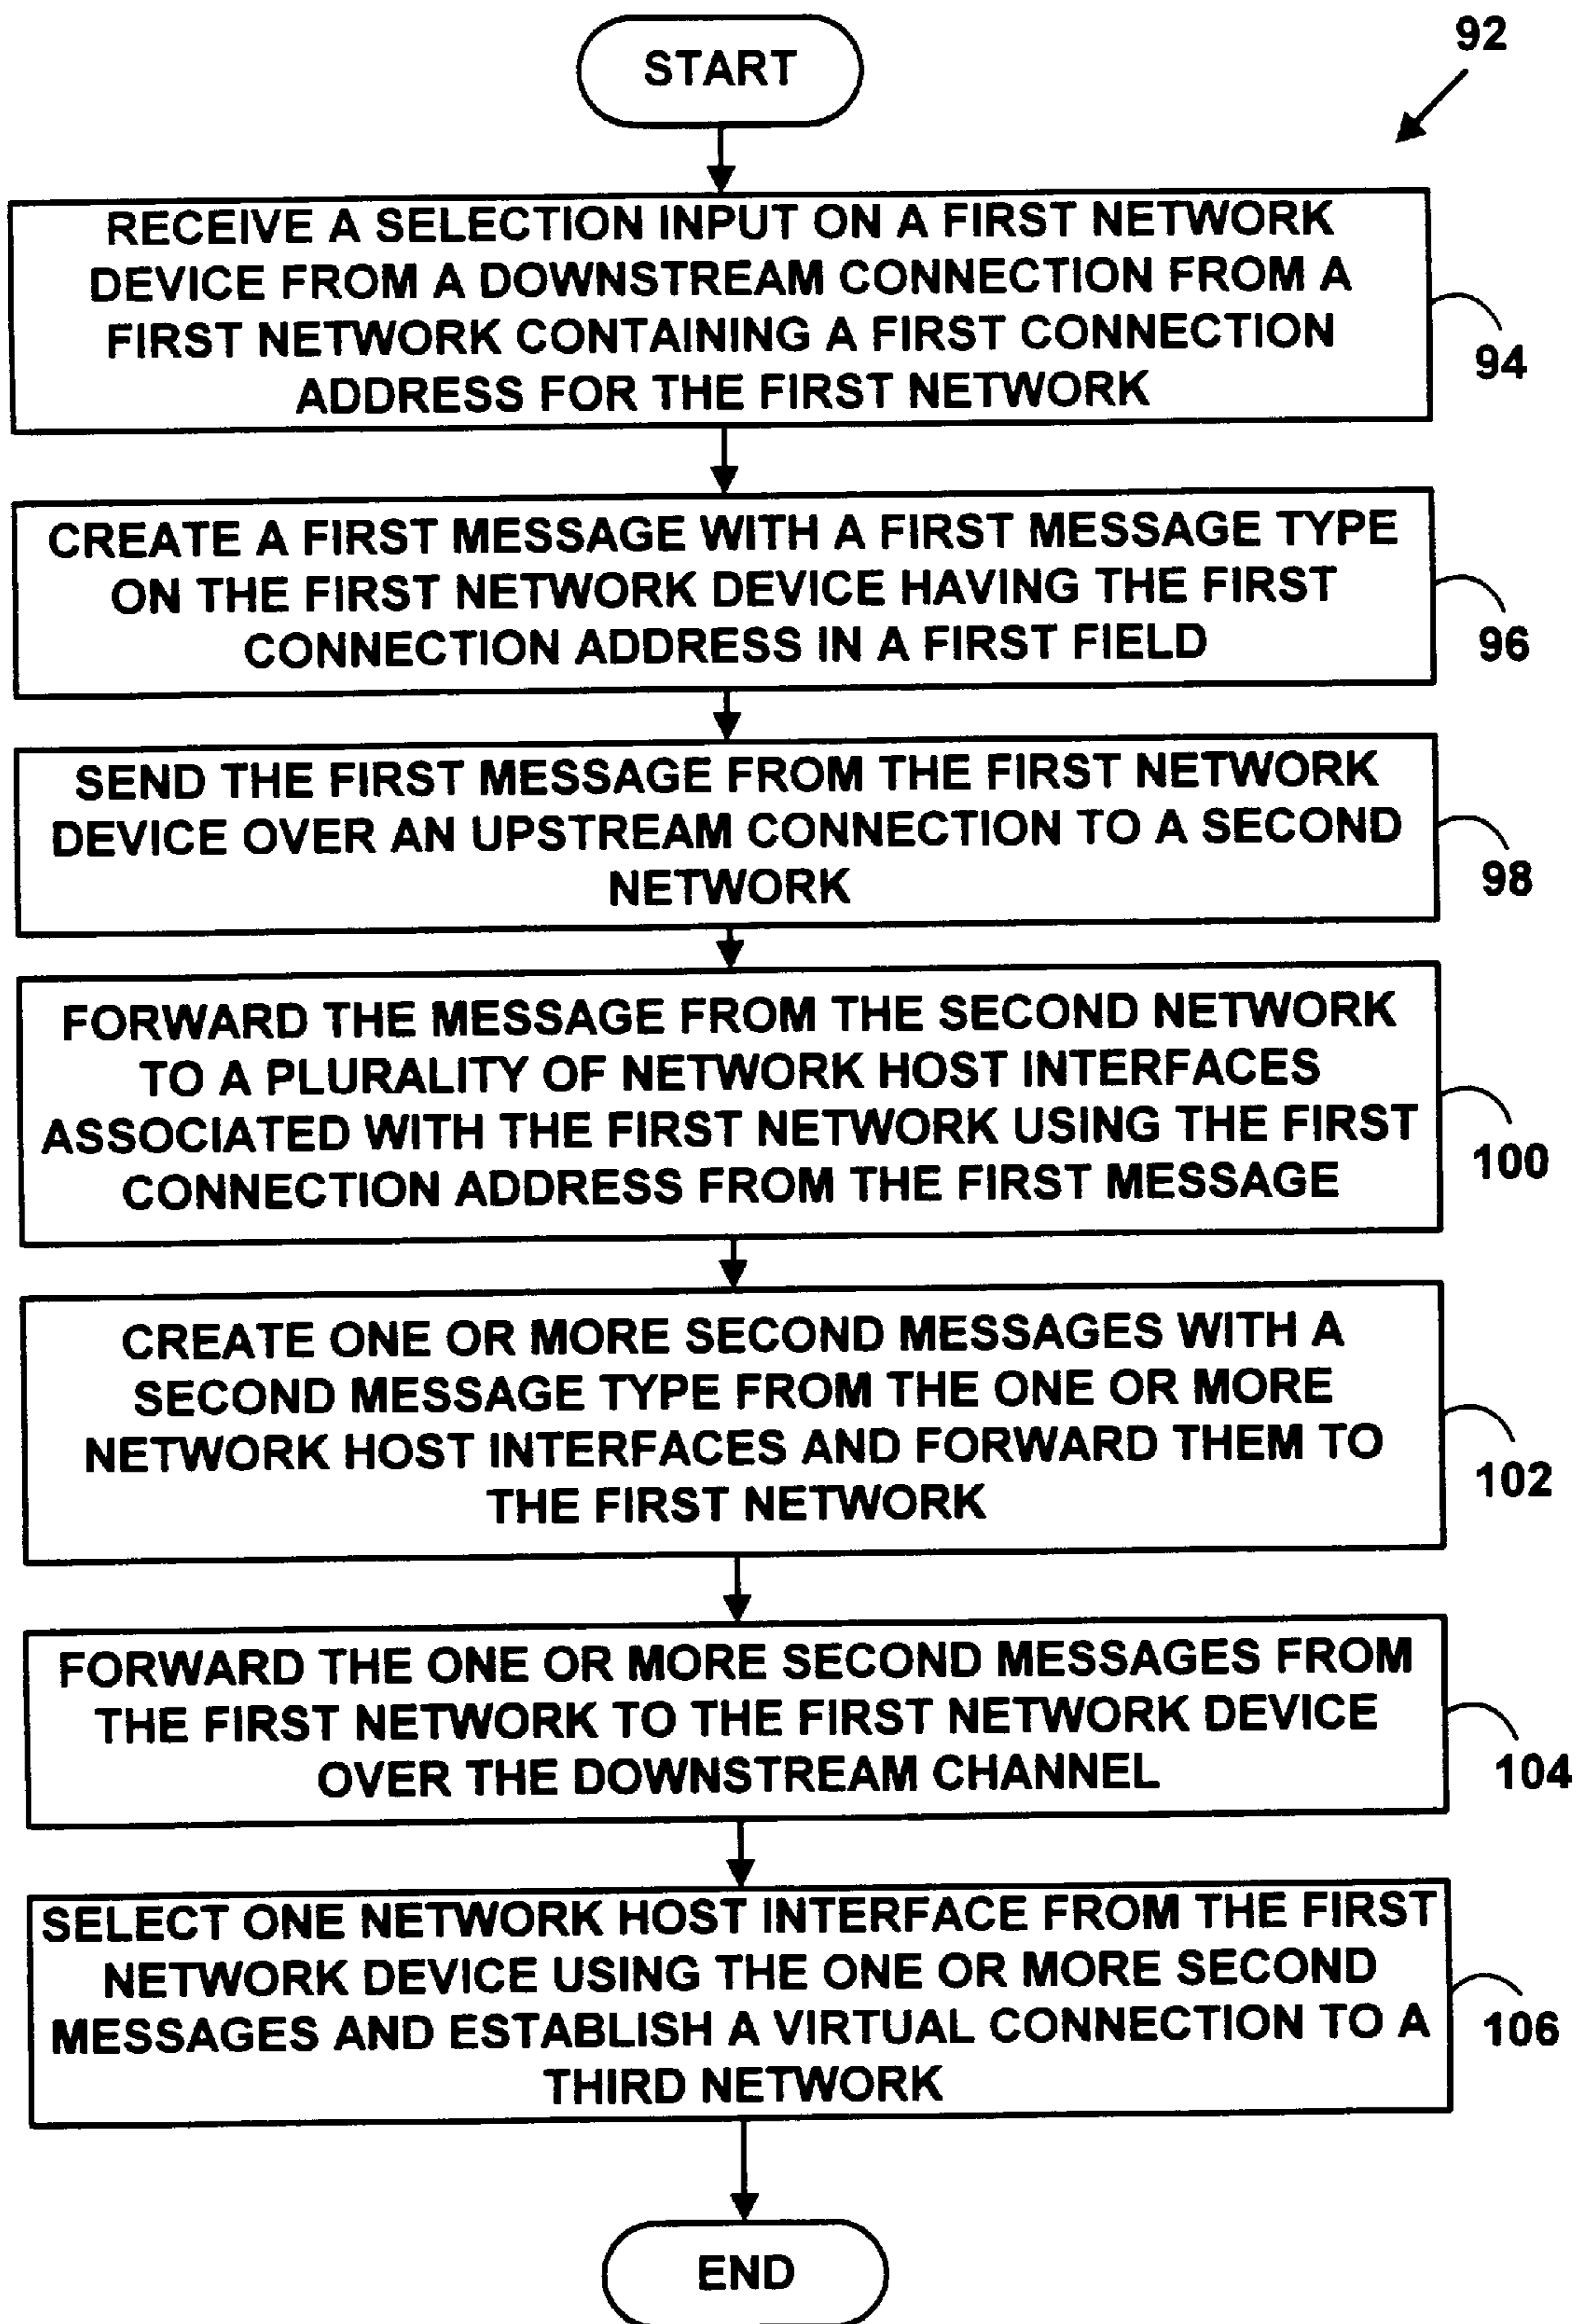 START
92
RECEIVE A SELECTION INPUT ON A FIRST NETWORK
DEVICE FROM A DOWNSTREAM CONNECTION FROM A
FIRST NETWORK CONTAINING A FIRST CONNECTION
ADDRESS FOR THE FIRST NETWORK
94
CREATE A FIRST MESSAGE WITH A FIRST MESSAGE TYPE
ON THE FIRST NETWORK DEVICE HAVING THE FIRST
CONNECTION ADDRESS IN A FIRST FIELD
96
SEND THE FIRST MESSAGE FROM THE FIRST NETWORK
DEVICE OVER AN UPSTREAM CONNECTION TO A SECOND
NETWORK
98
FORWARD THE MESSAGE FROM THE SECOND NETWORK
TO A PLURALITY OF NETWORK HOST INTERFACES
ASSOCIATED WITH THE FIRST NETWORK USING THE FIRST
CONNECTION ADDRESS FROM THE FIRST MESSAGE
100
CREATE ONE OR MORE SECOND MESSAGES WITH A
SECOND MESSAGE TYPE FROM THE ONE OR MORE
NETWORK HOST INTERFACES AND FORWARD THEM TO
THE FIRST NETWORK
102
FORWARD THE ONE OR MORE SECOND MESSAGES FROM
THE FIRST NETWORK TO THE FIRST NETWORK DEVICE
OVER THE DOWNSTREAM CHANNEL
104
SELECT ONE NETWORK HOST INTERFACE FROM THE FIRST
NETWORK DEVICE USING THE ONE OR MORE SECOND
MESSAGES AND ESTABLISH A VIRTUAL CONNECTION TO A
THIRD NETWORK
106
END